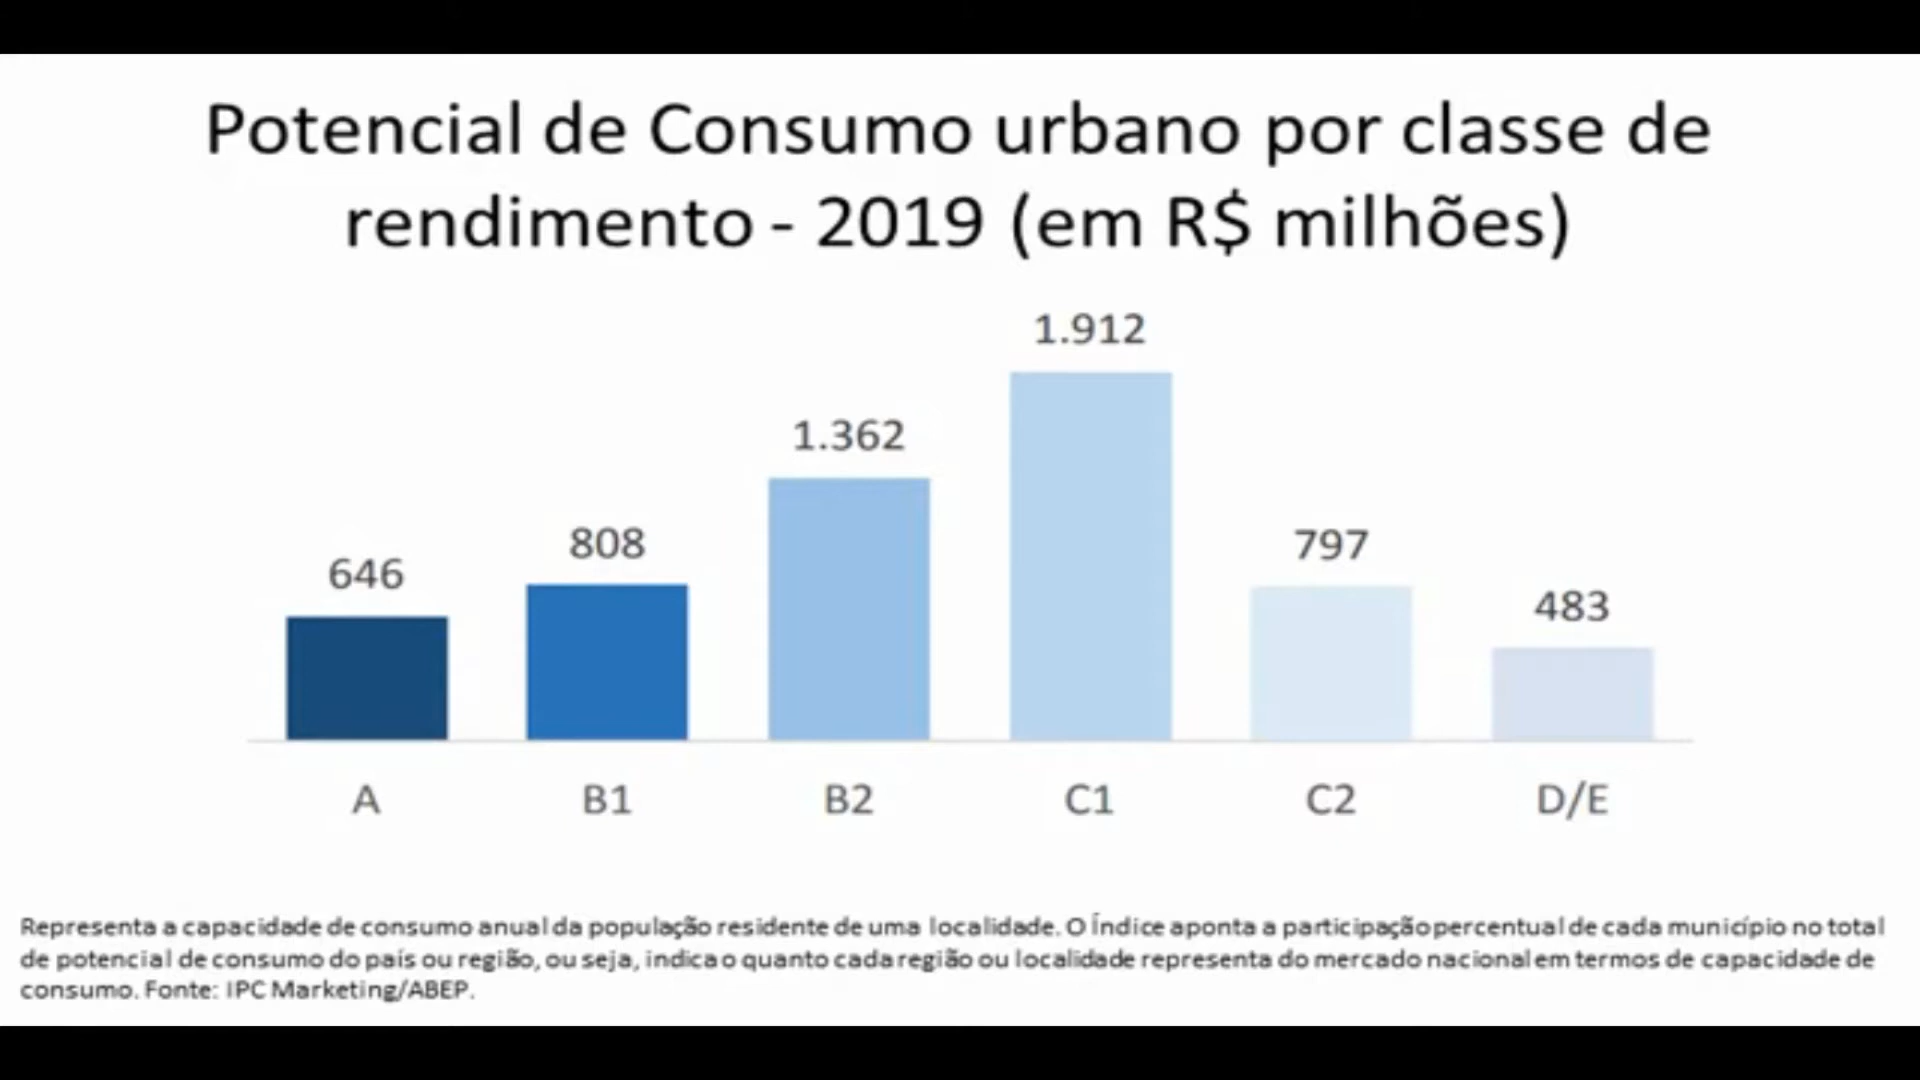 Potencial de Consumo urbano por classe de
rendimento - 2019 (em R$ milhões)
646
808
1.362
1.912
797
483
A
B1
B2
C1
C2
D/E
Representa a capacidade de consumo anual da população residente de uma localidade. O Índice aponta a participação percentual de cada município no total
de potencial de consumo do país ou região, ou seja, indica o quanto cada região ou localidade representa do mercado nacional em termos de capacidade de
consumo. Fonte: IPC Marketing/ABEP.